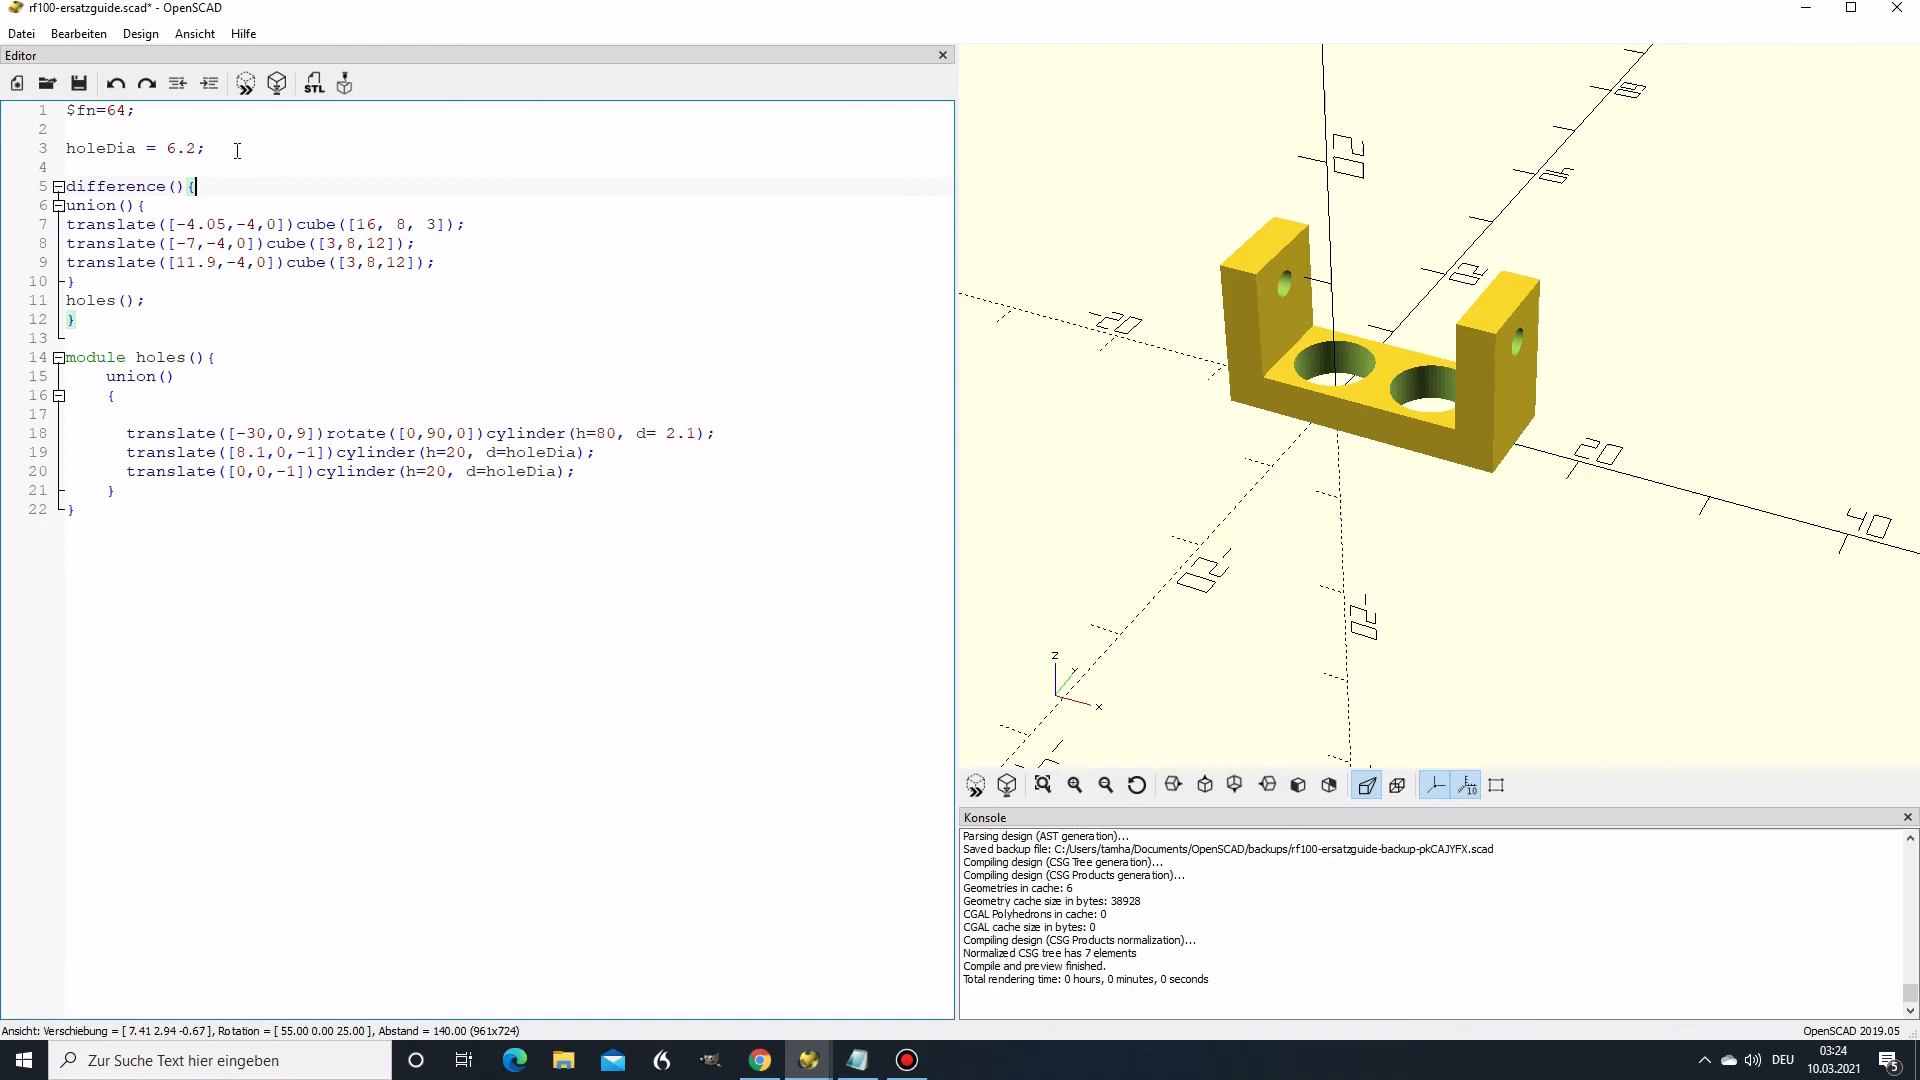 rf100-ersatzguide.scad* - OpenSCAD
Datei Bearbeiten Design Ansicht Hilfe
Editor
STL
1 $fn=64;
2
3 holeDia = 6.2;
4
5 difference(){
6 union(){
7 translate([-4.05,-4,0])cube([16, 8, 3]);
8 translate([-7,-4,0])cube([3,8,12]);
9 translate([11.9,-4,0])cube([3,8,12]);
10 }
11 holes();
12 }
13
14 module holes(){
15 union()
16 {
17
18 translate([-30,0,9])rotate([0,90,0])cylinder(h=80, d= 2.1);
19 translate([8.1,0,-1])cylinder(h=20, d=holeDia);
20 translate([0,0,-1])cylinder(h=20, d=holeDia);
21 }
22 }
20
40
-20
-20
20
20
40
-20
z
Y
x
10
Konsole
Parsing design (AST generation)...
Saved backup file: C:/Users/tamha/Documents/OpenSCAD/backups/rf100-ersatzguide-backup-pkCAJYFX.scad
Compiling design (CSG Tree generation)...
Compiling design (CSG Products generation)...
Geometries in cache: 6
Geometry cache size in bytes: 38928
CGAL Polyhedrons in cache: 0
CGAL cache size in bytes: 0
Compiling design (CSG Products normalization)...
Normalized CSG tree has 7 elements
Compile and preview finished.
Total rendering time: 0 hours, 0 minutes, 0 seconds
Ansicht: Verschiebung = [ 7.41 2.94 -0.67 ], Rotation = [ 55.00 0.00 25.00 ], Abstand = 140.00 (961x724)
OpenSCAD 2019.05
Zur Suche Text hier eingeben
DEU
03:24
10.03.2021
5